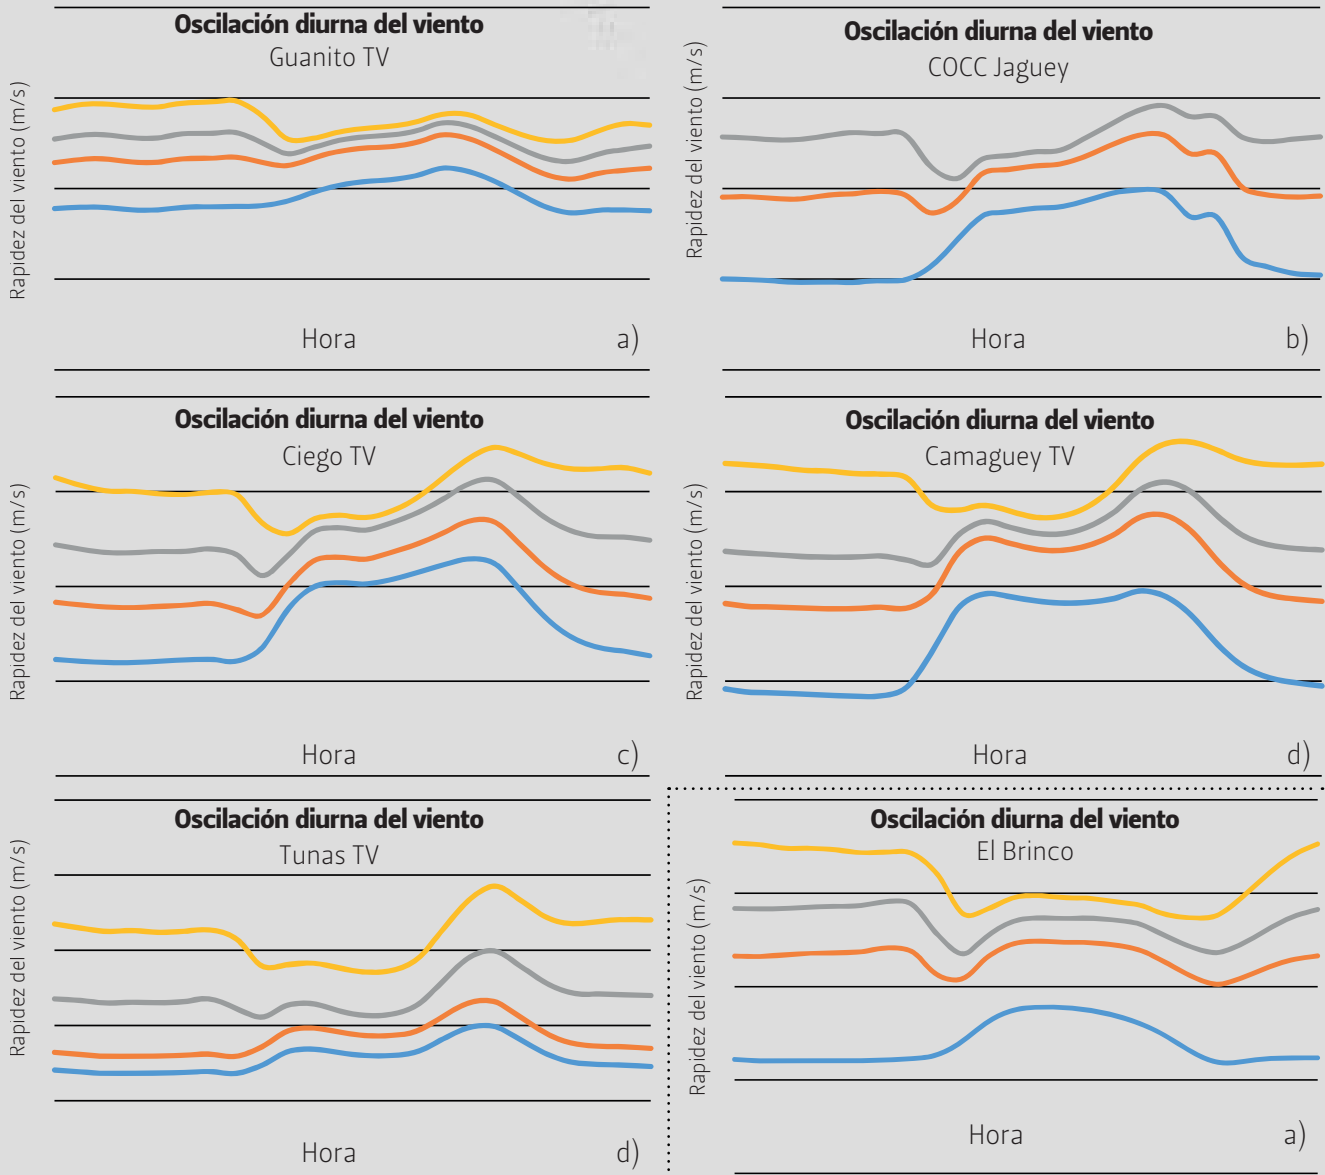 Oscilación diurna del viento
Guanito TV
Rapidez del viento (m/s)
Hora
a)
Oscilación diurna del viento
COCC Jaguey
Rapidez del viento (m/s)
Hora
b)
Oscilación diurna del viento
Ciego TV
Rapidez del viento (m/s)
Hora
c)
Oscilación diurna del viento
Camaguey TV
Rapidez del viento (m/s)
Hora
d)
Oscilación diurna del viento
Tunas TV
Rapidez del viento (m/s)
Hora
d)
Oscilación diurna del viento
El Brinco
Rapidez del viento (m/s)
Hora
a)